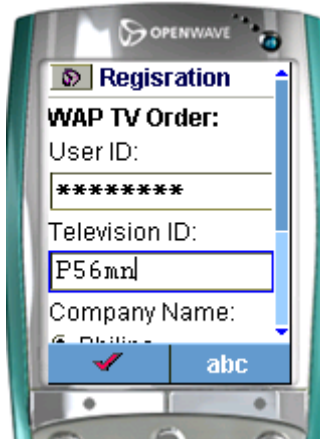 OPENWAVE
Regisration
WAP TV Order:
User ID:
********
Television ID:
P56mn
Company Name:
abc